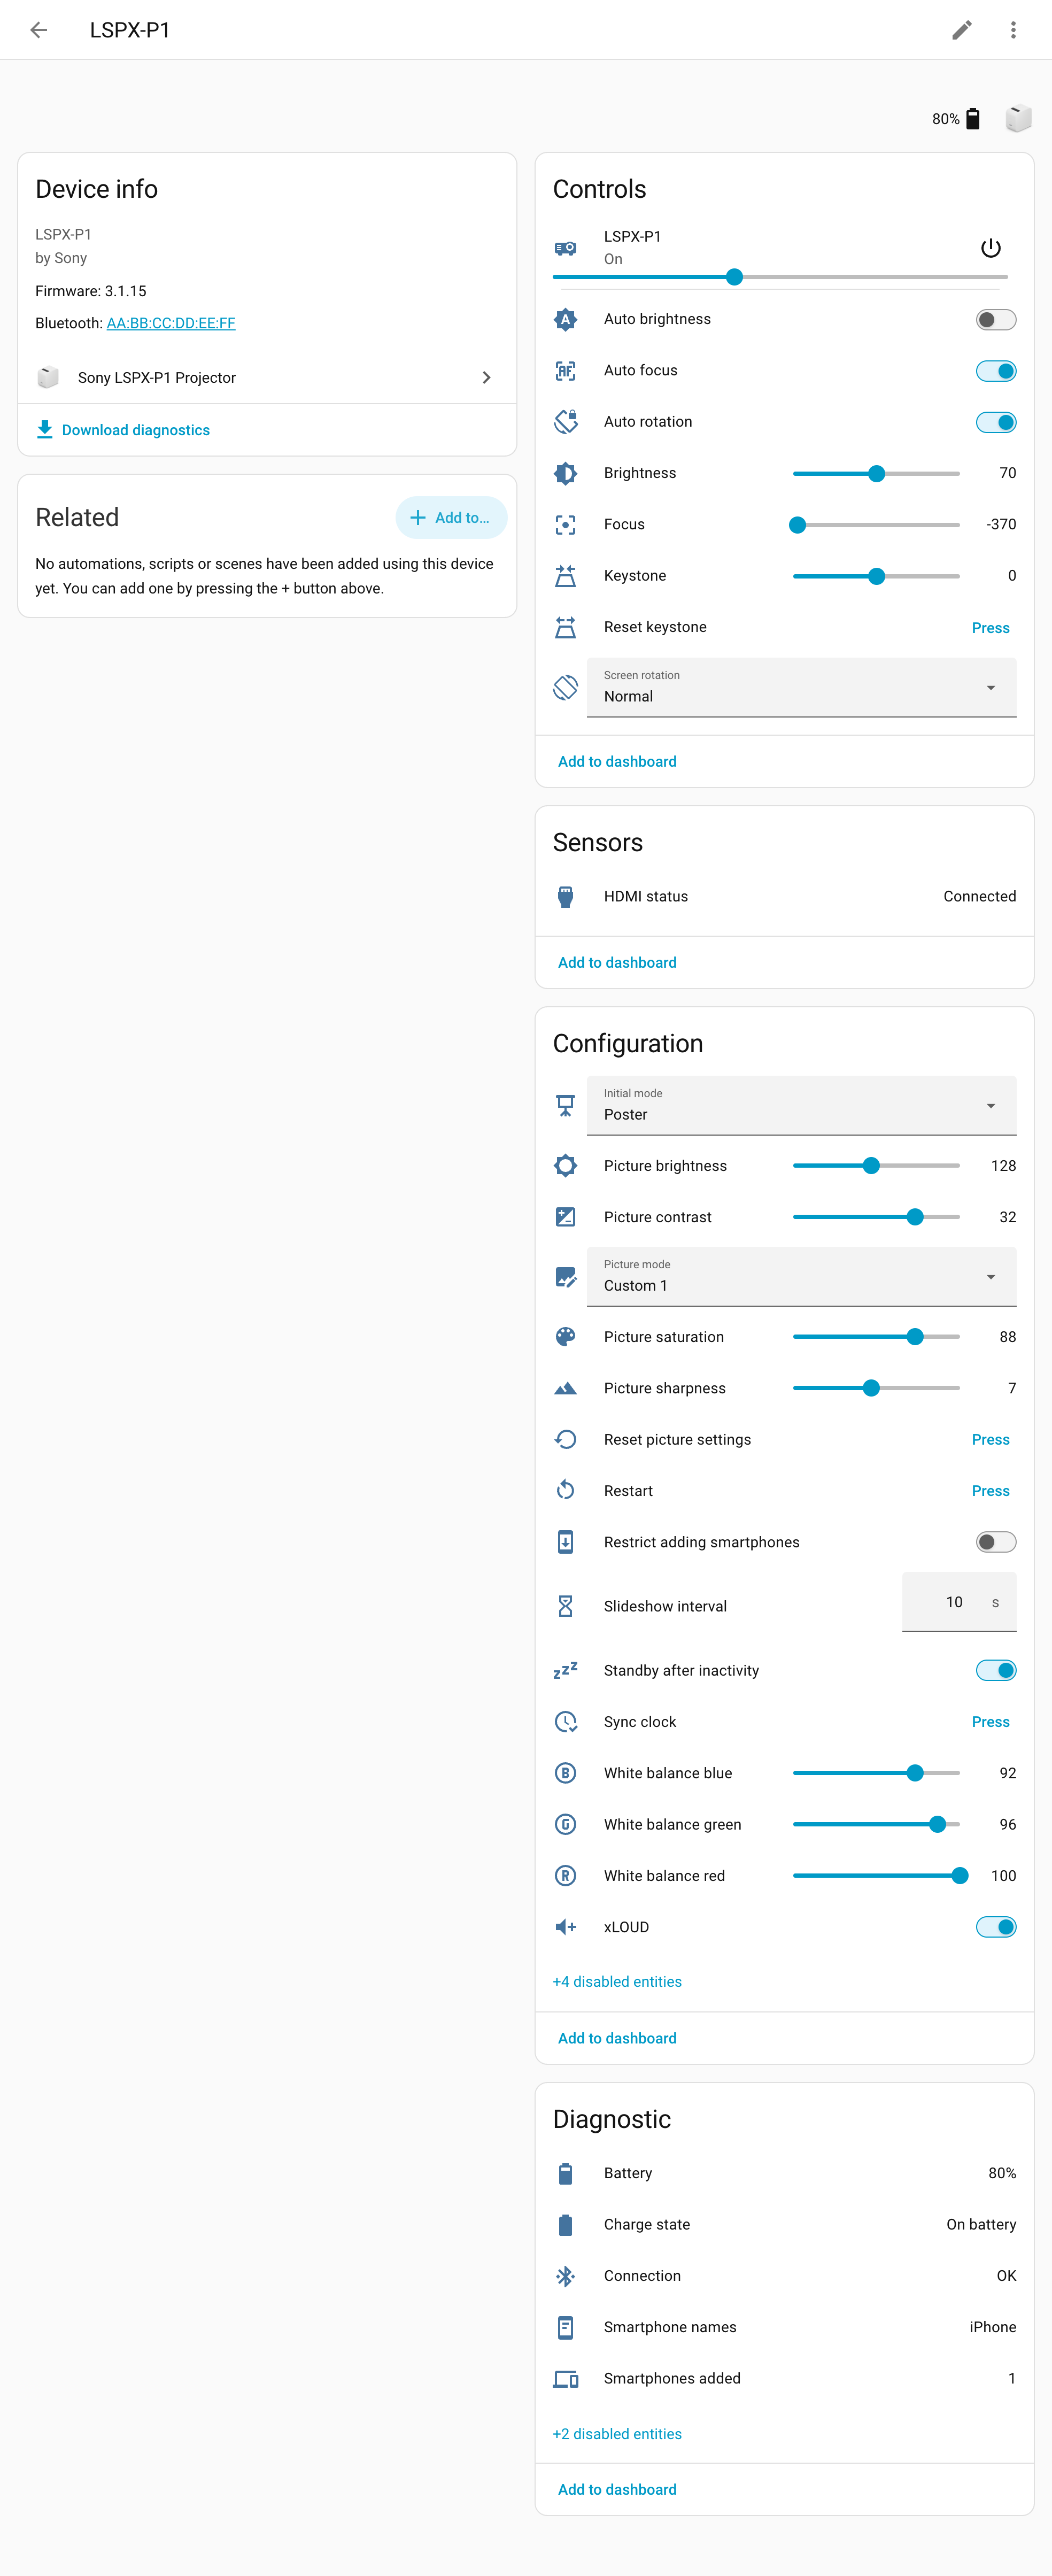 LSPX-P1
80%
Device info
LSPX-P1
by Sony
Firmware: 3.1.15
Bluetooth: AA:BB:CC:DD:EE:FF
Sony LSPX-P1 Projector
Download diagnostics
Related
Add to...
No automations, scripts or scenes have been added using this device
yet. You can add one by pressing the + button above.
Controls
LSPX-P1
On
Auto brightness
Auto focus
Auto rotation
Brightness 70
Focus -370
Keystone 0
Reset keystone Press
Screen rotation
Normal
Add to dashboard
Sensors
HDMI status Connected
Add to dashboard
Configuration
Initial mode
Poster
Picture brightness 128
Picture contrast 32
Picture mode
Custom 1
Picture saturation 88
Picture sharpness 7
Reset picture settings Press
Restart Press
Restrict adding smartphones
Slideshow interval 10 s
Standby after inactivity
Sync clock Press
White balance blue 92
White balance green 96
White balance red 100
xLOUD
+4 disabled entities
Add to dashboard
Diagnostic
Battery 80%
Charge state On battery
Connection OK
Smartphone names iPhone
Smartphones added 1
+2 disabled entities
Add to dashboard